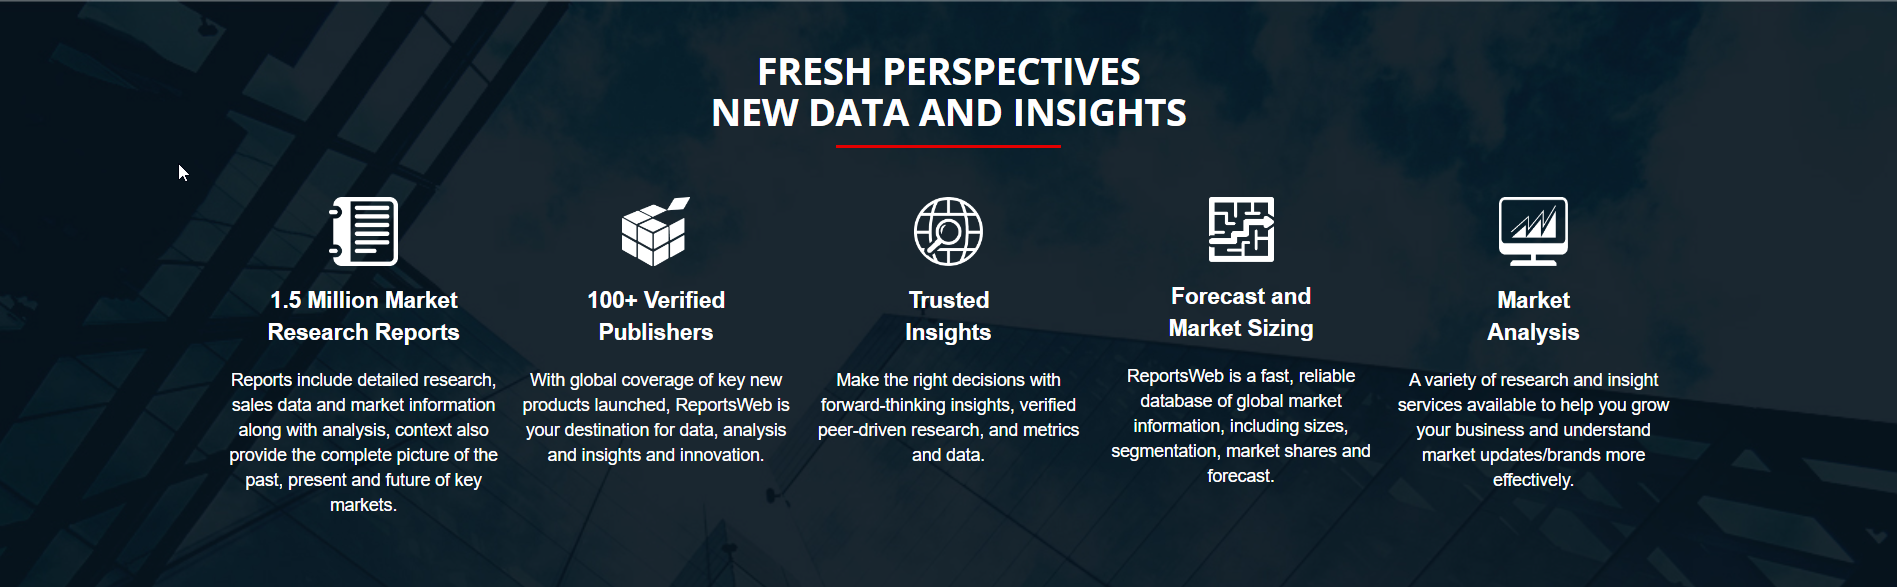 FRESH PERSPECTIVES
NEW DATA AND INSIGHTS
1.5 Million Market
Research Reports
Reports include detailed research,
sales data and market information
along with analysis, context also
provide the complete picture of the
past, present and future of key
markets.
100+ Verified
Publishers
With global coverage of key new
products launched, ReportsWeb is
your destination for data, analysis
and insights and innovation.
Trusted
Insights
Make the right decisions with
forward-thinking insights, verified
peer-driven research, and metrics
and data.
Forecast and
Market Sizing
ReportsWeb is a fast, reliable
database of global market
information, including sizes,
segmentation, market shares and
forecast.
Market
Analysis
A variety of research and insight
services available to help you grow
your business and understand
market updates/brands more
effectively.